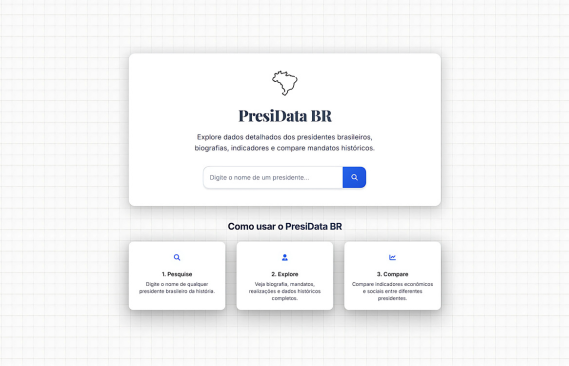 PresiData BR
Explore dados detalhados dos presidentes brasileiros,
biografias, indicadores e compare mandatos históricos.
Digite o nome de um presidente...
Como usar o PresiData BR
1. Pesquise
Digite o nome de qualquer
presidente brasileiro da história.
2. Explore
Veja biografia, mandatos,
realizações e dados históricos
completos.
3. Compare
Compare indicadores econômicos
e sociais entre diferentes
presidentes.